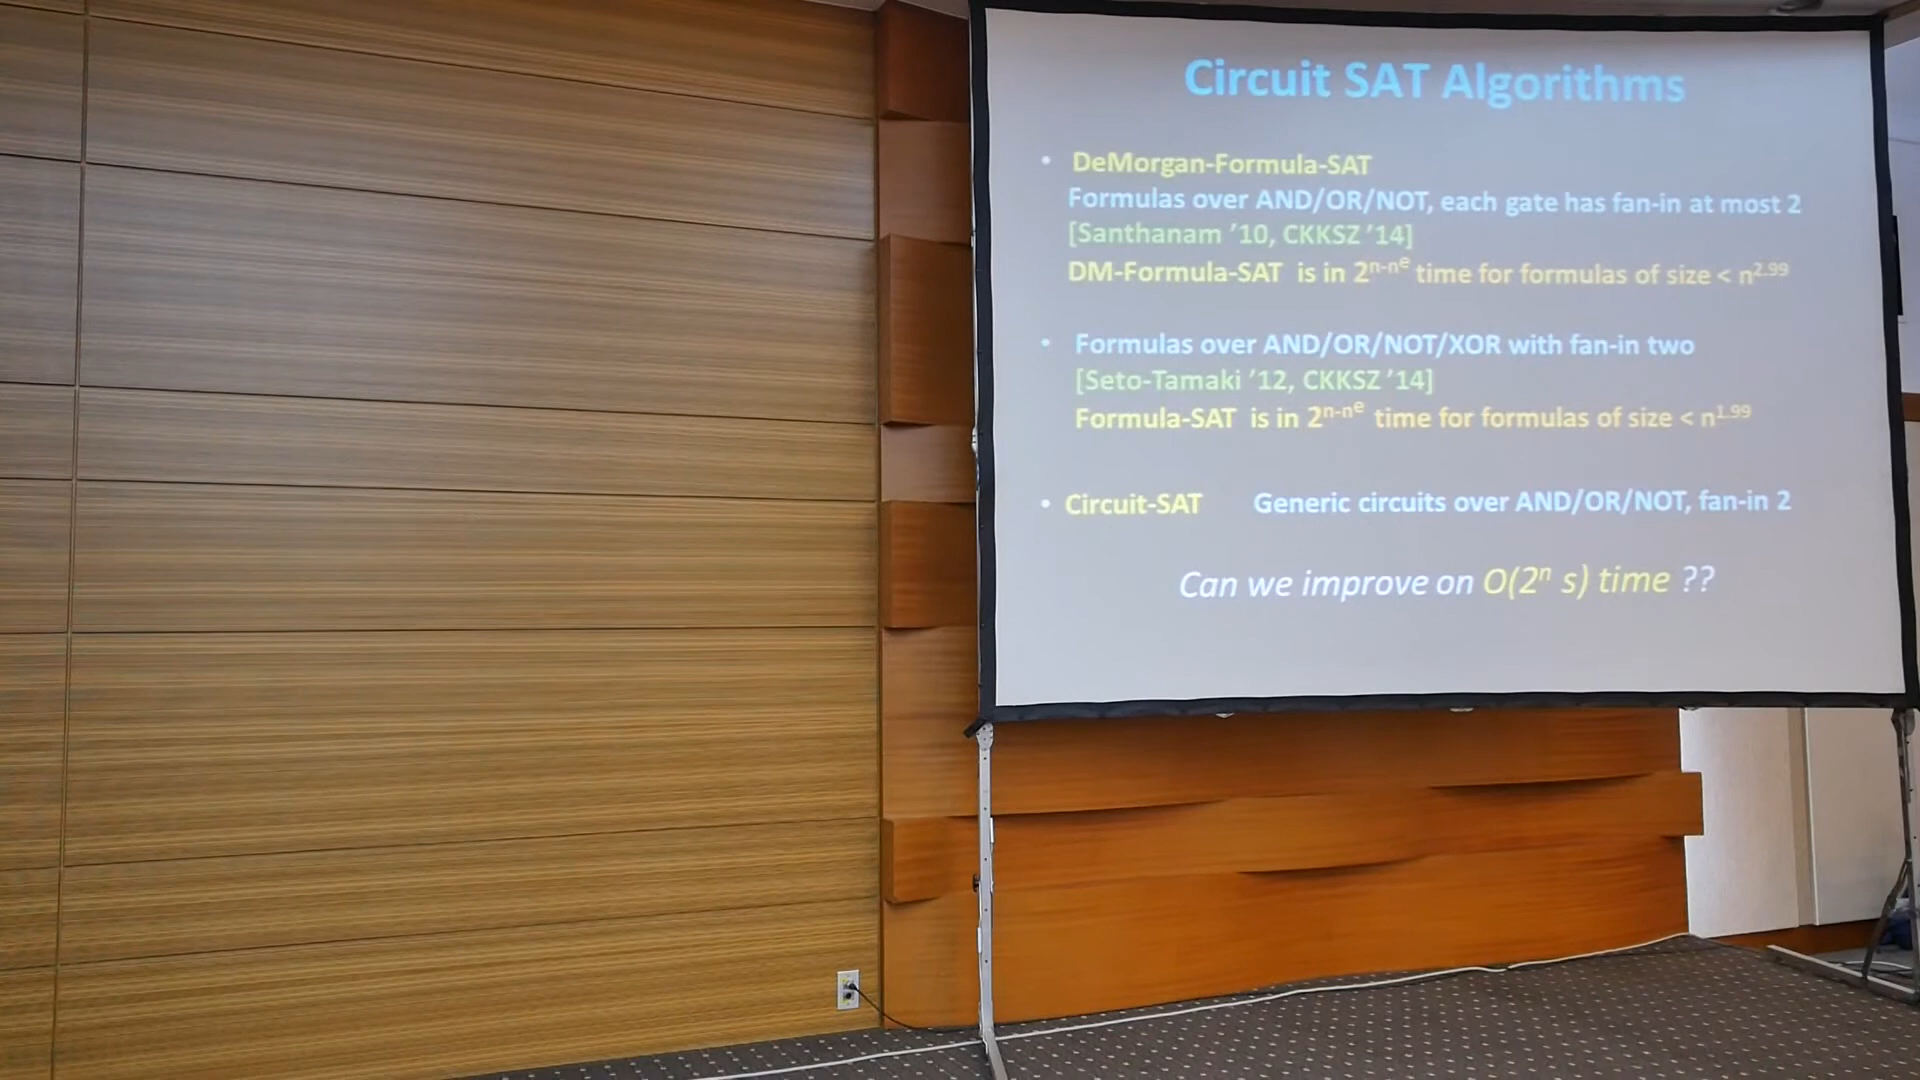 Circuit SAT Algorithms
• DeMorgan-Formula-SAT
Formulas over AND/OR/NOT, each gate has fan-in at most 2
[Santhanam ’10, CKKSZ ’14]
DM-Formula-SAT is in 2^{n-n^e} time for formulas of size < n^{2.99}
• Formulas over AND/OR/NOT/XOR with fan-in two
[Seto-Tamaki ’12, CKKSZ ’14]
Formula-SAT is in 2^{n-n^e} time for formulas of size < n^{1.99}
• Circuit-SAT Generic circuits over AND/OR/NOT, fan-in 2
Can we improve on O(2^n s) time ??